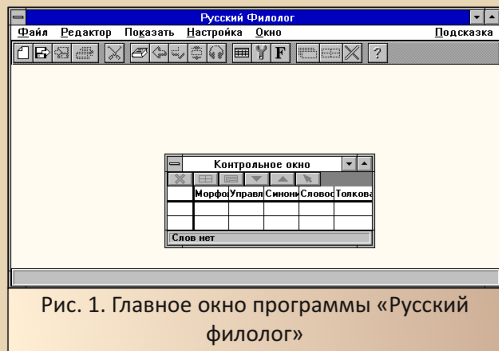 Русский Филолог
Файл Редактор Показать Настройка Окно Подсказка
F ?
Контрольное окно
Морфо Управл Синони Словос Толкова
Слов нет
Рис. 1. Главное окно программы «Русский
филолог»